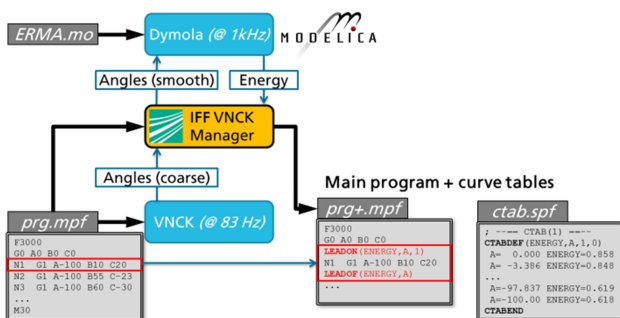 ERMA.mo
Dymola (@ 1kHz)
MODELICA
Angles (smooth)
Energy
IFF VNCK
Manager
Angles (coarse)
Main program + curve tables
prg.mpf
VNCK (@ 83 Hz)
prg+.mpf
ctab.spf
F3000
G0 A0 B0 C0
N1 G1 A-100 B10 C20
N2 G1 A-100 B55 C-23
N3 G1 A-100 B60 C-30
...
M30
F3000
G0 A0 B0 C0
LEADON(ENERGY,A,1)
N1 G1 A-100 B10 C20
LEADOF(ENERGY,A)
...
; --== CTAB(1) ==--
CTABDEF(ENERGY,A,1,0)
A= 0.000 ENERGY=0.858
A= -3.386 ENERGY=0.848
...
A=-97.837 ENERGY=0.619
A=-100.00 ENERGY=0.618
CTABEND